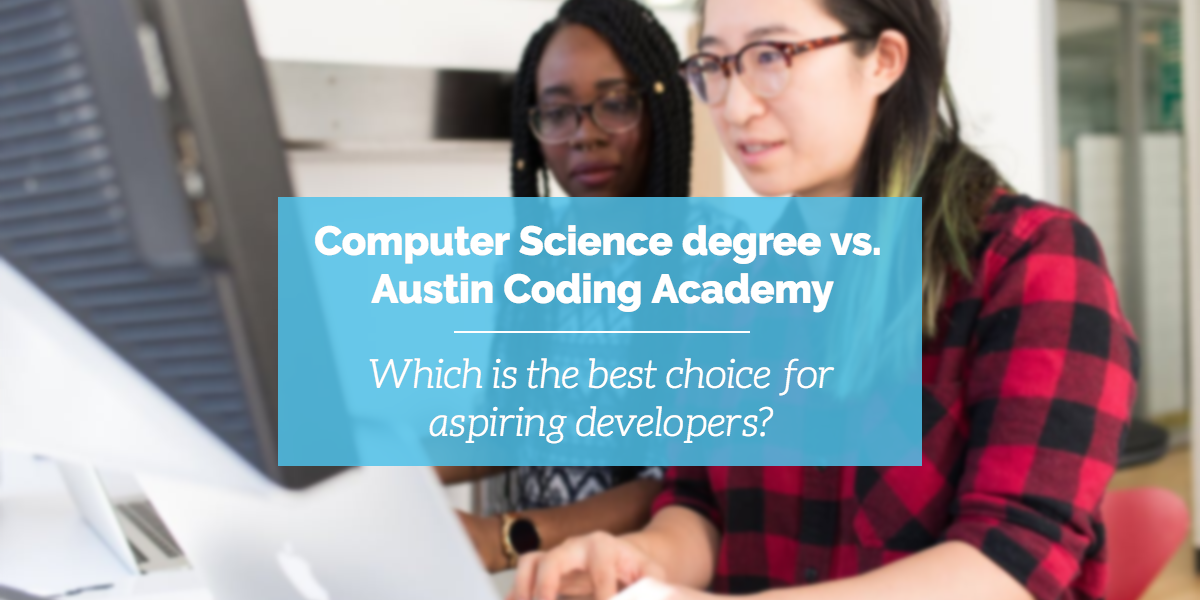 Computer Science degree vs.
Austin Coding Academy
Which is the best choice for
aspiring developers?